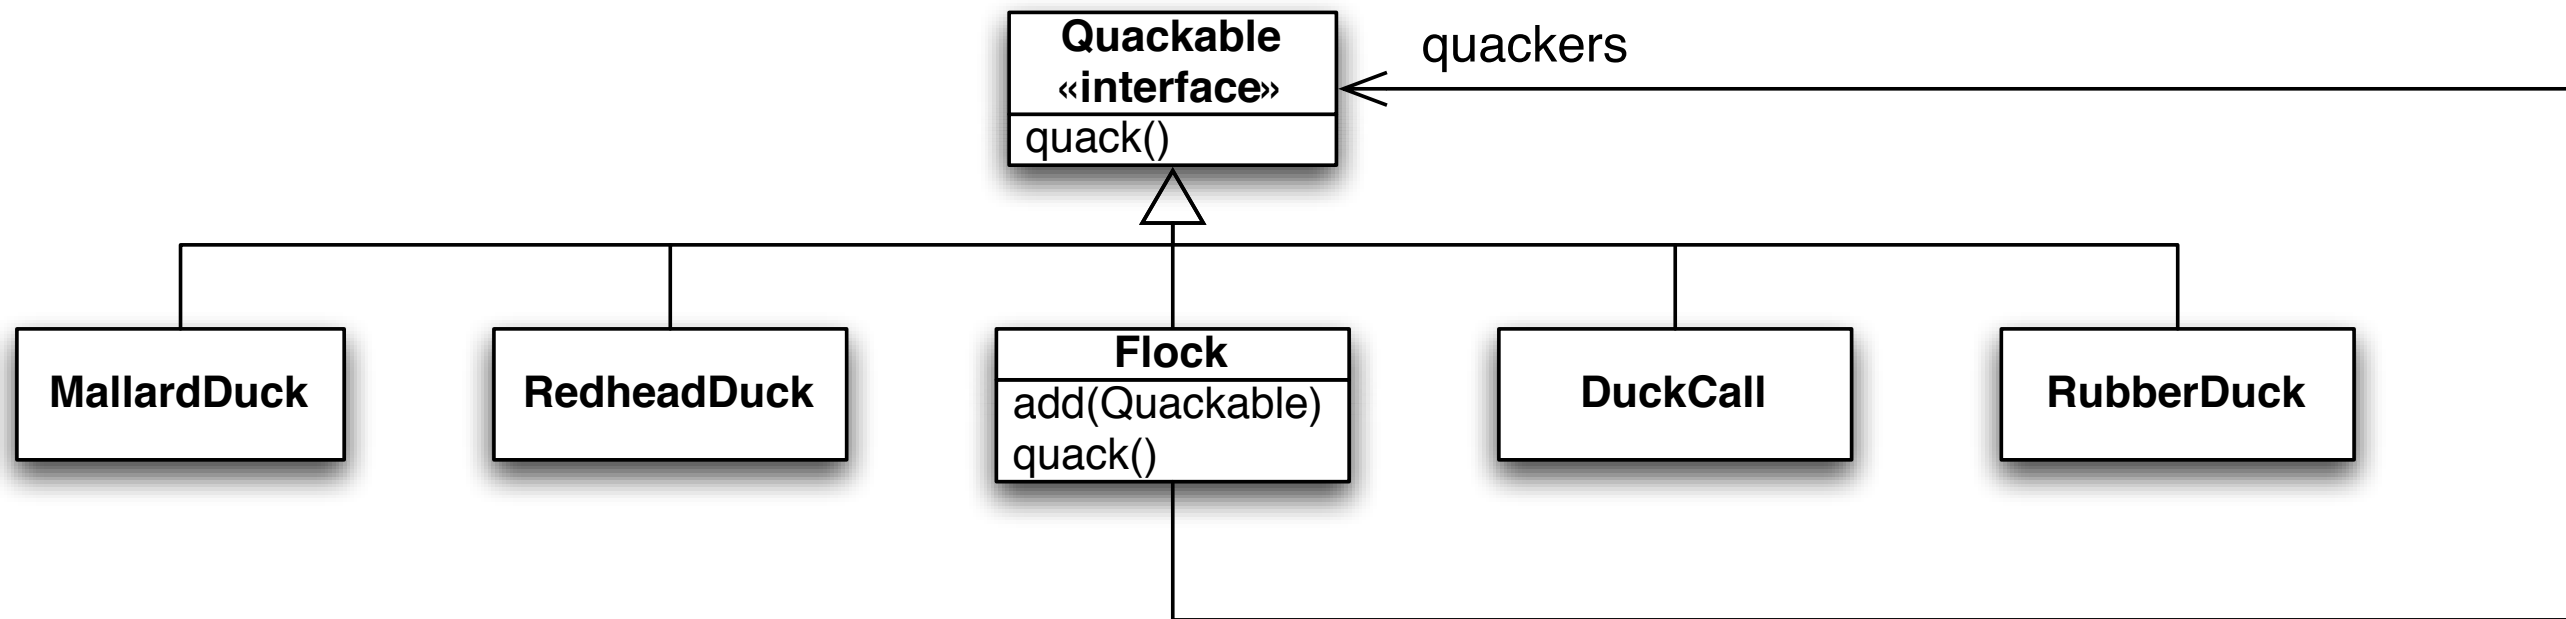 Quackable
«interface»
quack()
quackers
MallardDuck
RedheadDuck
Flock
add(Quackable)
quack()
DuckCall
RubberDuck